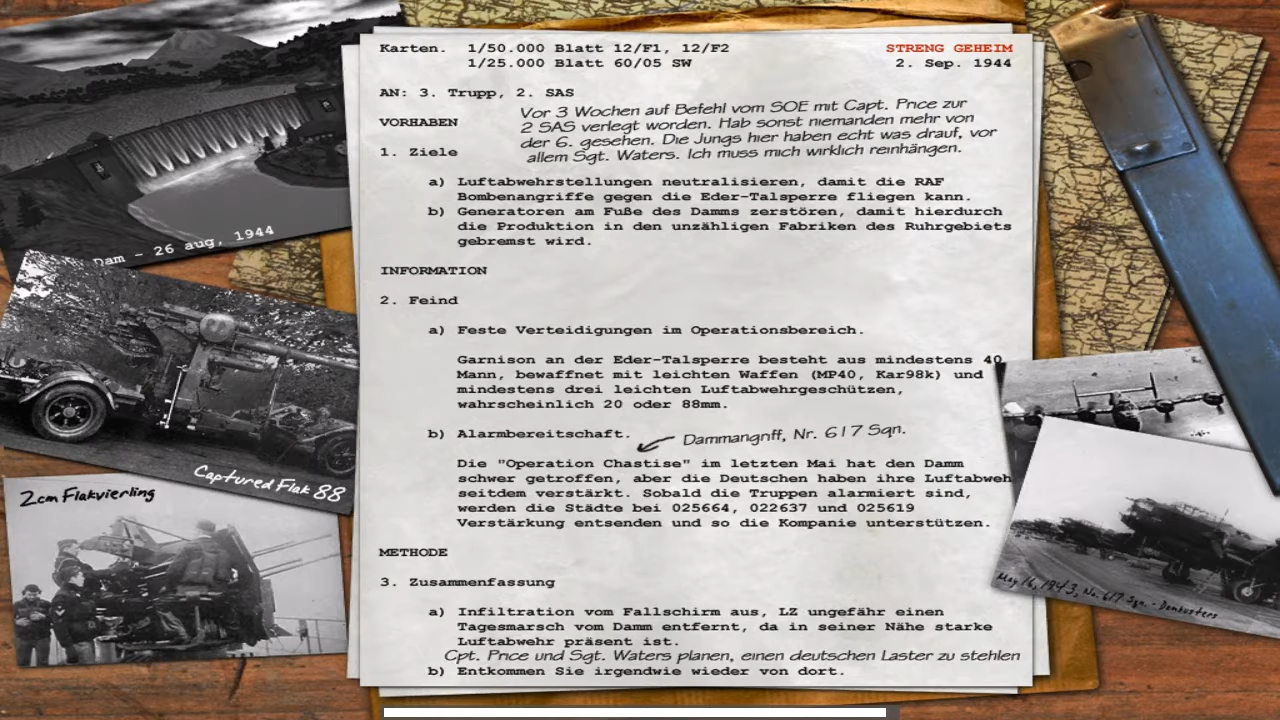 Karten. 1/50.000 Blatt 12/F1, 12/F2
STRENG GEHEIM
1/25.000 Blatt 60/05 SW
2. Sep. 1944
AN: 3. Trupp, 2. SAS
Vor 3 Wochen auf Befehl vom SOE mit Capt. Price zur
2 SAS verlegt worden. Hab sonst niemanden mehr von
der 6. gesehen. Die Jungs hier haben echt was drauf, vor
allem Sgt. Waters. Ich muss mich wirklich reinhängen.
VORHABEN
1. Ziele
a) Luftabwehrstellungen neutralisieren, damit die RAF
Bombenangriffe gegen die Eder-Talsperre fliegen kann.
b) Generatoren am Fuße des Damms zerstören, damit hierdurch
die Produktion in den unzähligen Fabriken des Ruhrgebiets
gebremst wird.
INFORMATION
2. Feind
a) Feste Verteidigungen im Operationsbereich.
Garnison an der Eder-Talsperre besteht aus mindestens 40
Mann, bewaffnet mit leichten Waffen (MP40, Kar98k) und
mindestens drei leichten Luftabwehrgeschützen,
wahrscheinlich 20 oder 88mm.
b) Alarmbereitschaft.
Dammangriff, Nr. 617 Sqn.
Die "Operation Chastise" im letzten Mai hat den Damm
schwer getroffen, aber die Deutschen haben ihre Luftabweh
seitdem verstärkt. Sobald die Truppen alarmiert sind,
werden die Städte bei 025664, 022637 und 025619
Verstärkung entsenden und so die Kompanie unterstützen.
METHODE
3. Zusammenfassung
a) Infiltration vom Fallschirm aus, LZ ungefähr einen
Tagesmarsch vom Damm entfernt, da in seiner Nähe starke
Luftabwehr präsent ist.
Cpt. Price und Sgt. Waters planen, einen deutschen Laster zu stehlen
b) Entkommen Sie irgendwie wieder von dort.
Dam - 26 aug, 1944
Captured Flak 88
2cm Flakvierling
May 16, 1943, No. 617 Sqn. - Dambusters